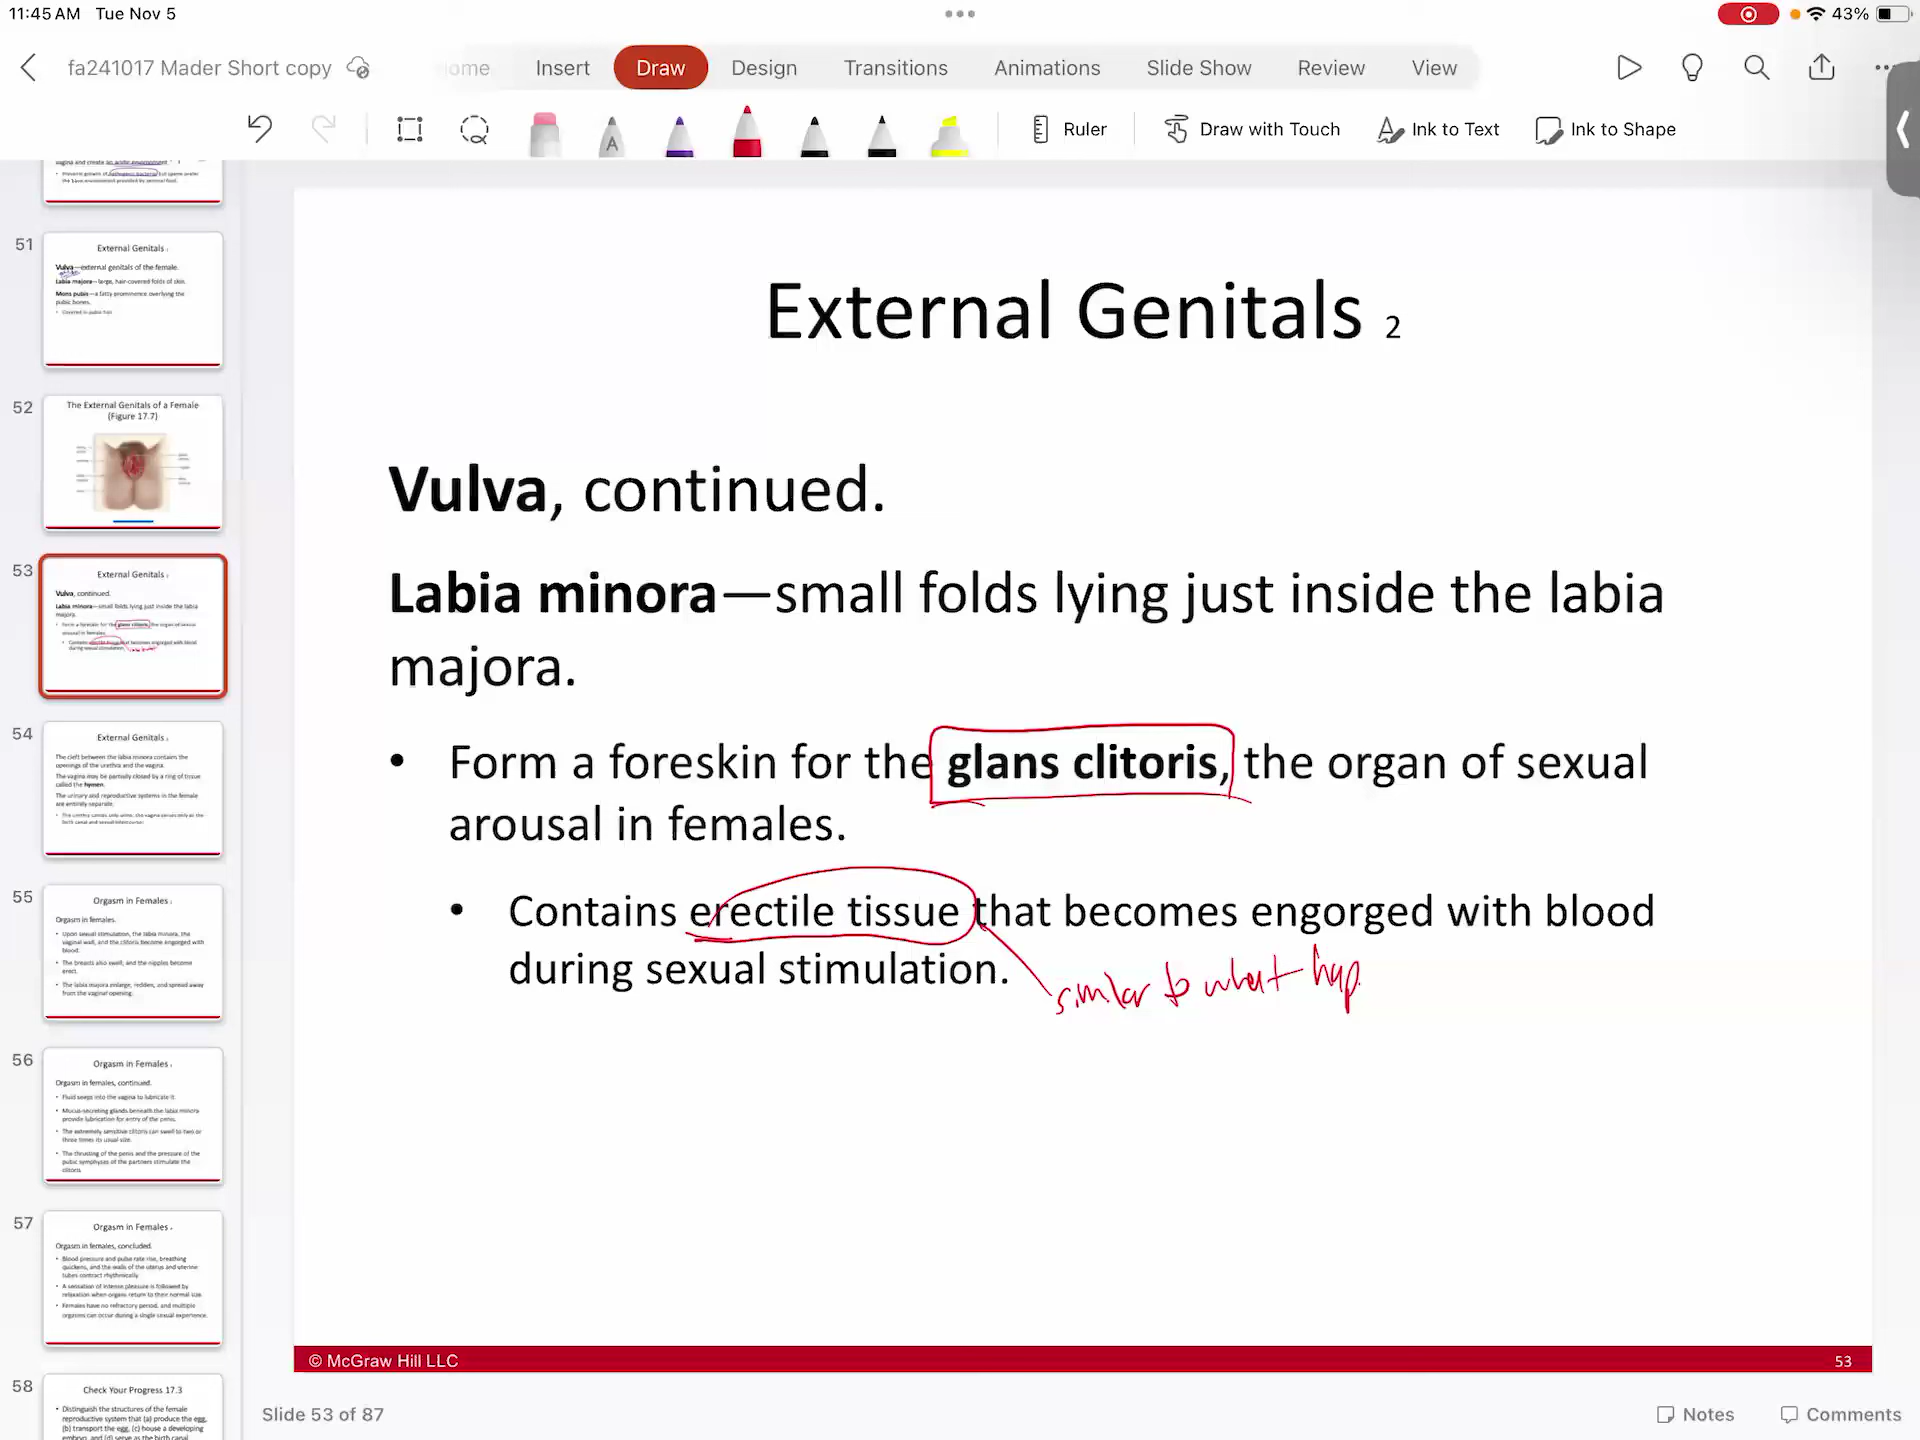 11:45 AM Tue Nov 5
43%
fa241017 Mader Short copy
ome
Insert
Draw
Design
Transitions
Animations
Slide Show
Review
View
Ruler
Draw with Touch
Ink to Text
Ink to Shape
51
External Genitals
Vulva—external genitals of the female.
Labia majora—large, hair-covered folds of skin.
Mons pubis—a fatty prominence overlying the
pubic bones.
• Covered in pubic hair
52
The External Genitals of a Female
(Figure 17.7)
53
External Genitals 2
Vulva, continued.
Labia minora—small folds lying just inside the labia
majora.
• Form a foreskin for the glans clitoris, the organ of sexual
arousal in females.
• Contains erectile tissue that becomes engorged with blood
during sexual stimulation.
54
External Genitals
The cleft between the labia minora contains the
openings of the urethra and the vagina.
The vagina may be partially closed by a ring of tissue
called the hymen.
The urinary and reproductive systems in the female
are entirely separate.
• The urethra carries only urine, the vagina serves only as the
birth canal and sexual intercourse.
55
Orgasm in Females
Orgasm in females.
• Upon sexual stimulation, the labia minora, the
vaginal wall, and the clitoris become engorged with
blood.
• The breasts also swell, and the nipples become
erect.
• The labia majora enlarge, redden, and spread away
from the vaginal opening.
56
Orgasm in Females
Orgasm in females, continued.
• Fluid seeps into the vagina to lubricate it.
• Mucus-secreting glands beneath the labia minora
provide lubrication for entry of the penis.
• The extremely sensitive clitoris can swell to two or
three times its usual size.
• The thrusting of the penis and the pressure of the
pubic symphyses of the partners stimulate the
clitoris.
57
Orgasm in Females
Orgasm in females, concluded.
• Blood pressure and pulse rate rise, breathing
quickens, and the walls of the uterus and uterine
tubes contract rhythmically.
• A sensation of intense pleasure is followed by
relaxation when organs return to their normal size.
• Females have no refractory period, and multiple
orgasms can occur during a single sexual experience.
58
Check Your Progress 17.3
• Distinguish the structures of the female
reproductive system that (a) produce the egg,
(b) transport the egg, (c) house a developing
embryo, and (d) serve as the birth canal
External Genitals 2
Vulva, continued.
Labia minora—small folds lying just inside the labia
majora.
• Form a foreskin for the glans clitoris, the organ of sexual
arousal in females.
• Contains erectile tissue that becomes engorged with blood
during sexual stimulation.
similar to what hap
© McGraw Hill LLC
53
Slide 53 of 87
Notes
Comments